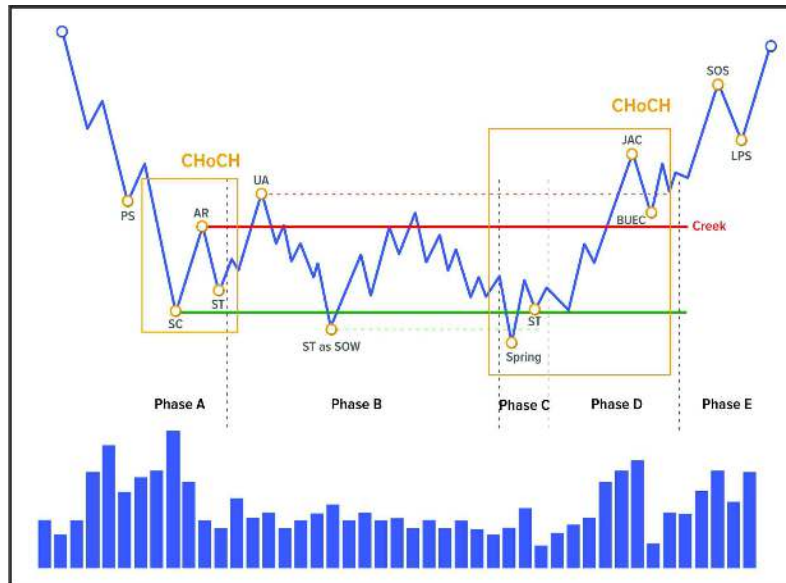 SOS
CHoCH
JAC
CHoCH
LPS
UA
PS
AR
BUEC
Creek
ST
SC
ST
ST as SOW
Spring
Phase A
Phase B
Phase C
Phase D
Phase E